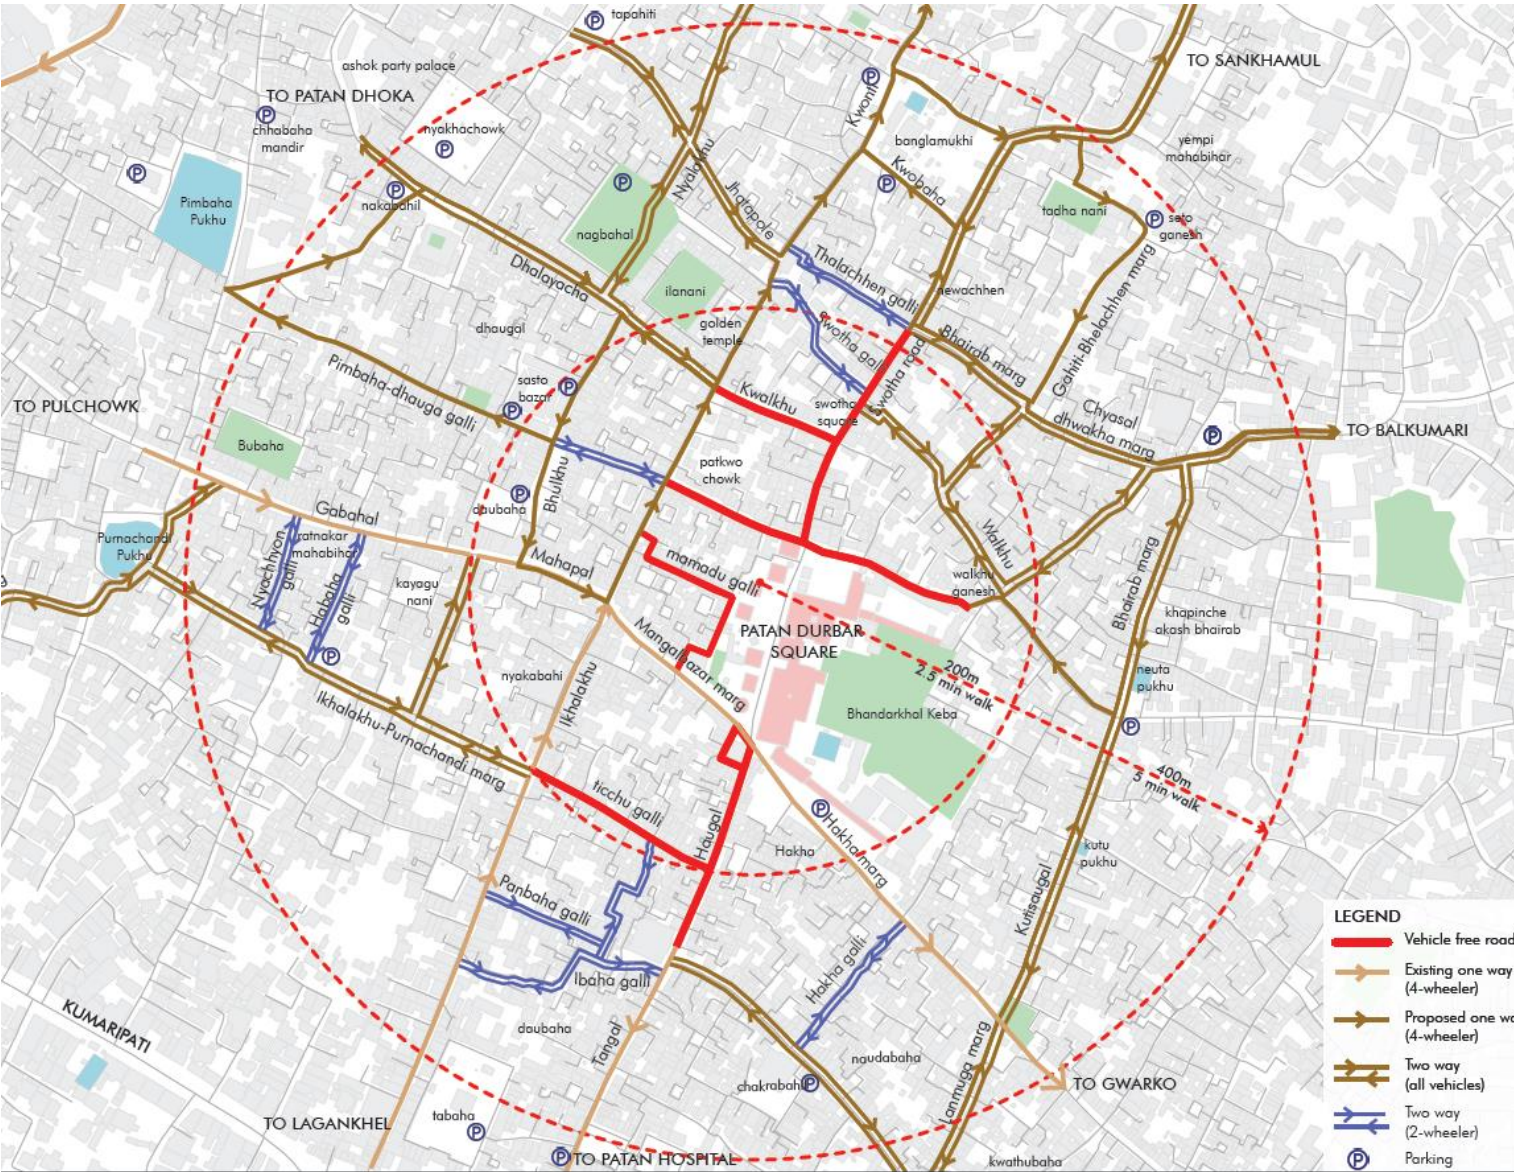 tapahiti
ashok party palace
TO SANKHAMUL
TO PATAN DHOKA
chhabaha
mandir
nyakhachowk
Kwonti
banglamukhi
yempi
mahabihar
Nyalakhu
Kwobaha
Jhatapole
Pimbaha
Pukhu
nakabahil
tadha nani
seto
ganesh
nagbahal
Dhalayacha
Thalachhen galli
ilanani
newachhen
Gahiti-Bhelachhen marg
dhaugal
golden
temple
Swotha galli
Swotha road
Bhairab marg
Pimbaha-dhauga galli
sasto
bazar
Kwalkhu
swotha
square
Chyasal
dhwakha marg
TO PULCHOWK
TO BALKUMARI
Bubaha
patkwo
chowk
Bhulkhu
daubaha
Gabahal
Purnachandi
Pukhu
ratnakar
mahabihar
Nyachhyon
galli
Habaha
galli
kayagu
nani
Mahapal
mamadu galli
Walkhu
walkhu
ganesh
Bhairab marg
khapinche
akash bhairab
PATAN DURBAR
SQUARE
Mangalbazar marg
200m
2.5 min walk
neuta
pukhu
nyakabahi
Ikhalakhu
Bhandarkhal Keba
Ikhalakhu-Purnachandi marg
400m
5 min walk
ticchu galli
Haugal
Hakha
Hakha marg
kutu
pukhu
Kutisaugal
Panbaha galli
Ibaha galli
Hakha galli
daubaha
Tangal
naudabaha
chakrabahil
Lanmuga marg
KUMARIPATI
TO GWARKO
TO LAGANKHEL
tabaha
TO PATAN HOSPITAL
kwathubaha
LEGEND
Vehicle free road
Existing one way
(4-wheeler)
Proposed one wa
(4-wheeler)
Two way
(all vehicles)
Two way
(2-wheeler)
Parking